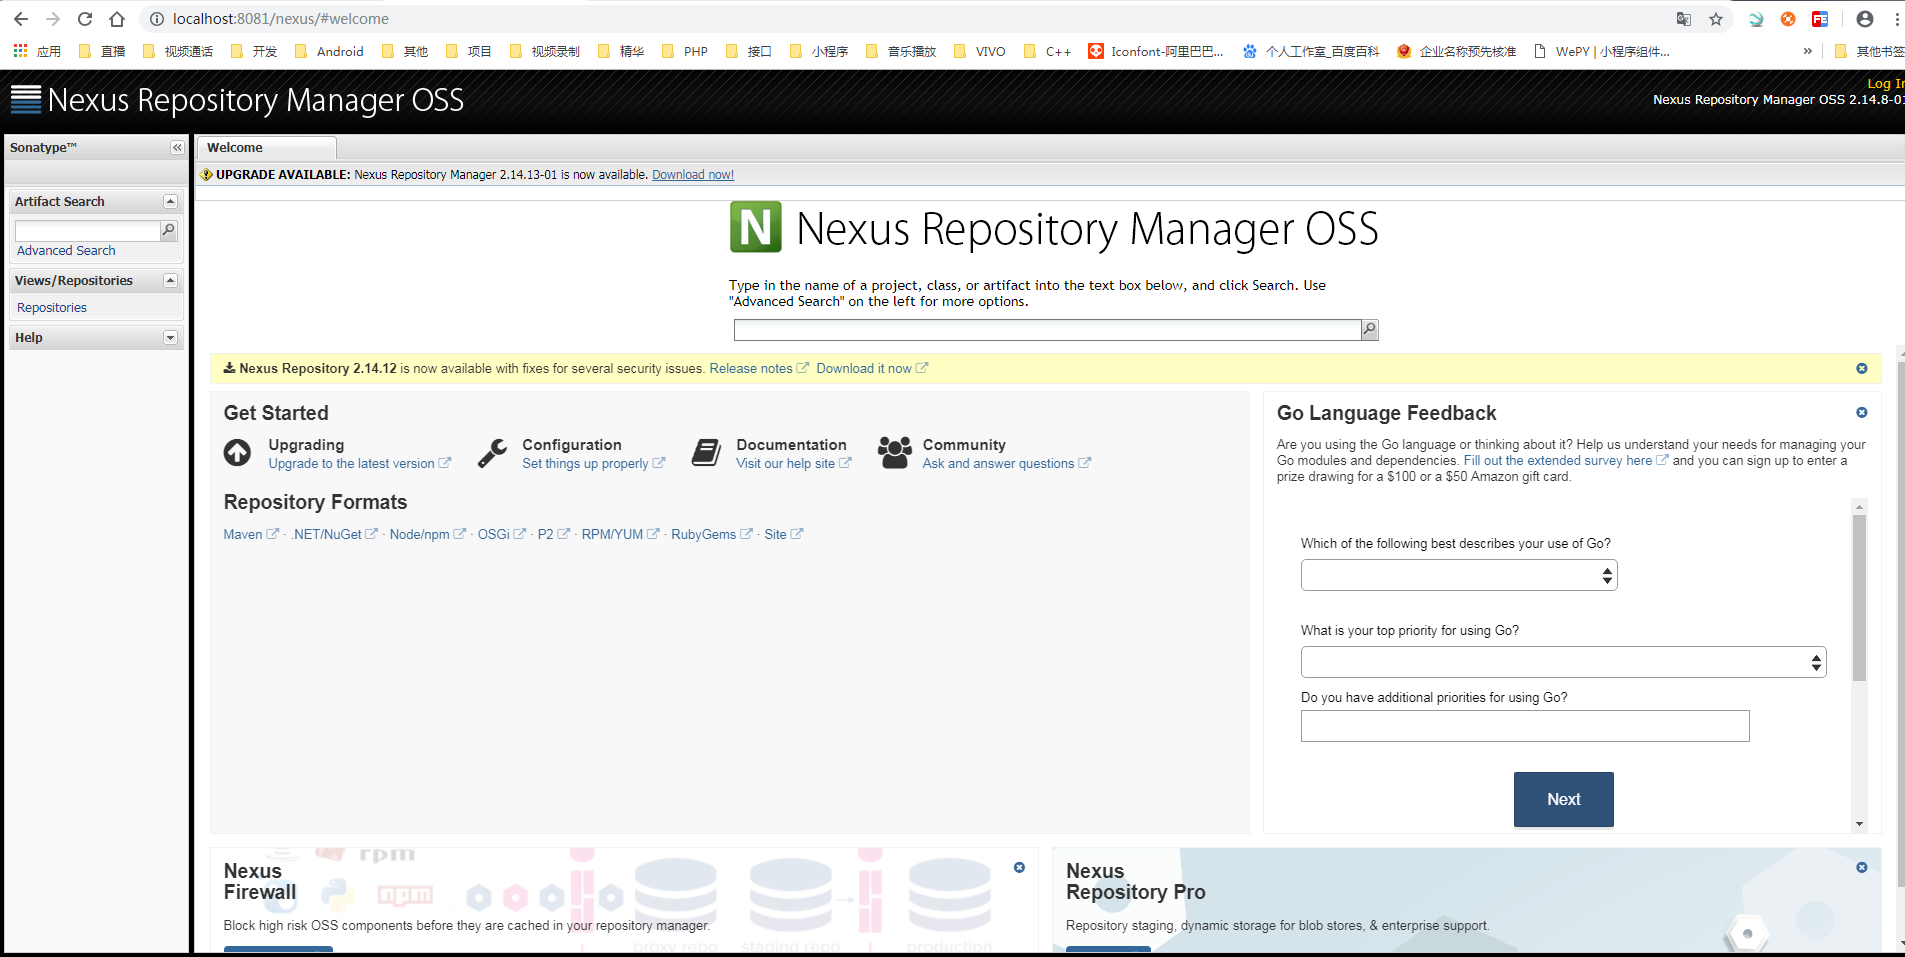 localhost:8081/nexus/#welcome
应用 直播 视频通话 开发 Android 其他 项目 视频录制 精华 PHP 接口 小程序 音乐播放 VIVO C++ Iconfont-阿里巴巴... 个人工作室_百度百科 企业名称预先核准 WePY | 小程序组件... » 其他书签
Nexus Repository Manager OSS
Log In
Nexus Repository Manager OSS 2.14.8-01
Sonatype™
Welcome
UPGRADE AVAILABLE: Nexus Repository Manager 2.14.13-01 is now available. Download now!
Artifact Search
Advanced Search
Views/Repositories
Repositories
Help
N Nexus Repository Manager OSS
Type in the name of a project, class, or artifact into the text box below, and click Search. Use
"Advanced Search" on the left for more options.
Nexus Repository 2.14.12 is now available with fixes for several security issues. Release notes Download it now
Get Started
Upgrading
Upgrade to the latest version
Configuration
Set things up properly
Documentation
Visit our help site
Community
Ask and answer questions
Repository Formats
Maven · .NET/NuGet · Node/npm · OSGi · P2 · RPM/YUM · RubyGems · Site
Go Language Feedback
Are you using the Go language or thinking about it? Help us understand your needs for managing your
Go modules and dependencies. Fill out the extended survey here and you can sign up to enter a
prize drawing for a $100 or a $50 Amazon gift card.
Which of the following best describes your use of Go?
What is your top priority for using Go?
Do you have additional priorities for using Go?
Next
rpm
Nexus
Firewall
npm
Block high risk OSS components before they are cached in your repository manager.
proxy repo staging repo production
Nexus
Repository Pro
Repository staging, dynamic storage for blob stores, & enterprise support.